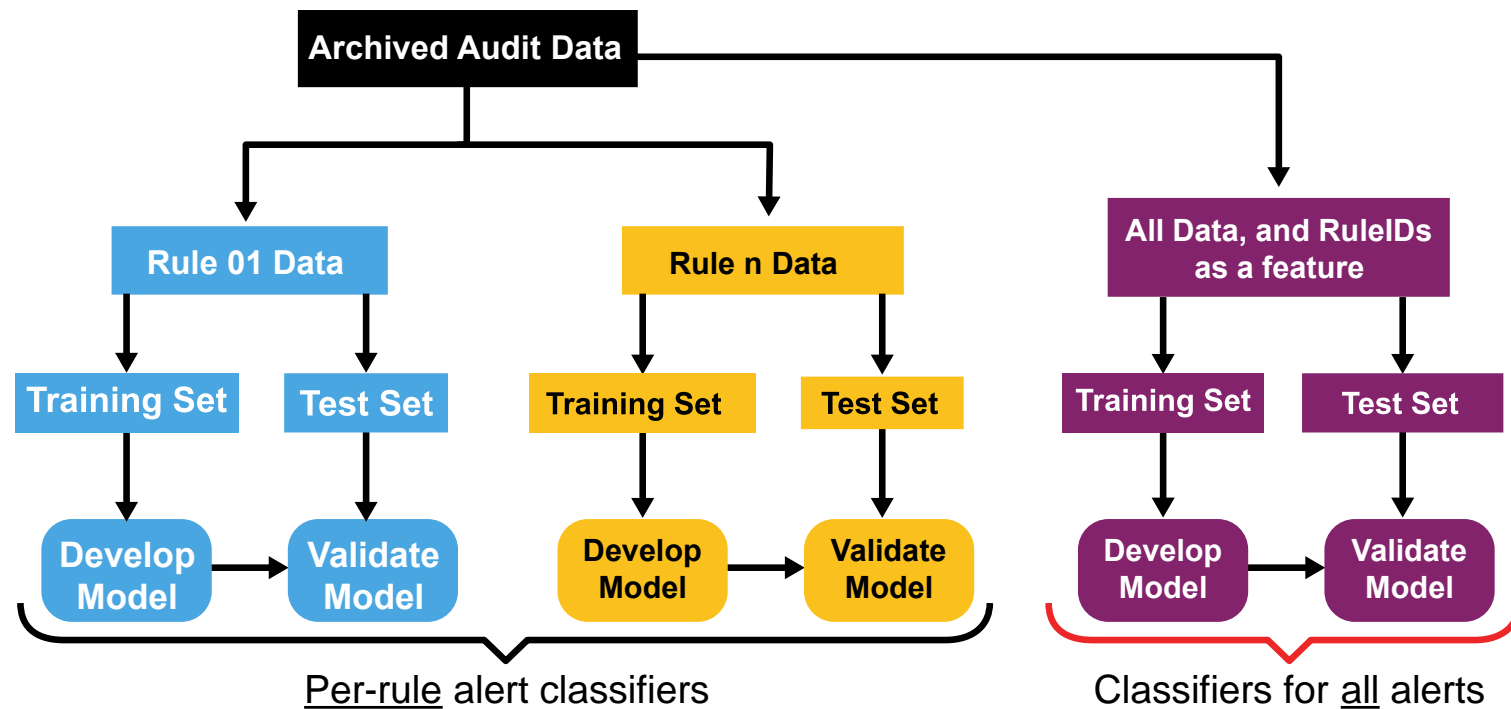 Archived Audit Data
Rule 01 Data
Rule n Data
All Data, and RuleIDs
as a feature
Training Set
Test Set
Training Set
Test Set
Training Set
Test Set
Develop
Model
Validate
Model
Develop
Model
Validate
Model
Develop
Model
Validate
Model
Per-rule alert classifiers
Classifiers for all alerts